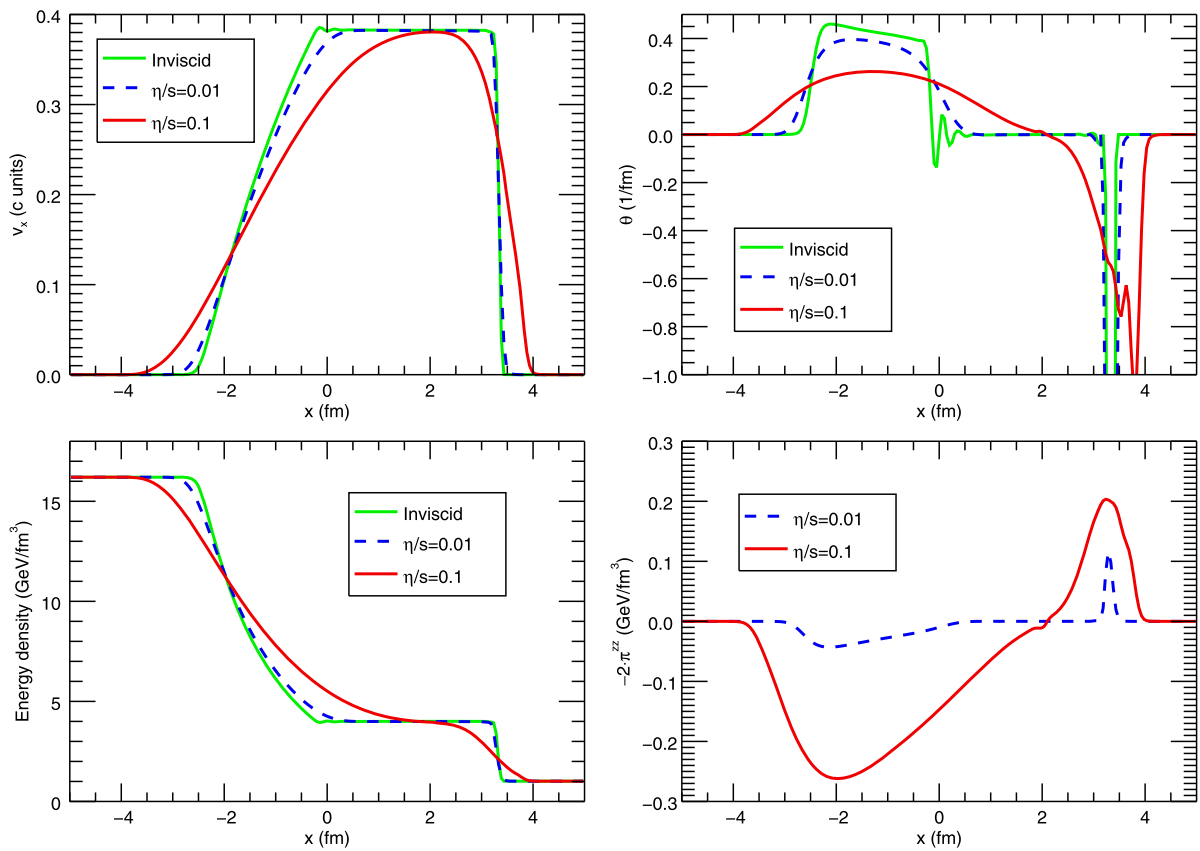 0.4
0.3
0.2
0.1
0.0
vₓ (c units)
Inviscid
η/s=0.01
η/s=0.1
−4
−2
0
2
4
x (fm)
0.4
0.2
0.0
−0.2
−0.4
−0.6
−0.8
−1.0
θ (1/fm)
Inviscid
η/s=0.01
η/s=0.1
−4
−2
0
2
4
x (fm)
15
10
5
0
Energy density (GeV/fm³)
Inviscid
η/s=0.01
η/s=0.1
−4
−2
0
2
4
x (fm)
0.3
0.2
0.1
0.0
−0.1
−0.2
−0.3
−2·π^zz (GeV/fm³)
η/s=0.01
η/s=0.1
−4
−2
0
2
4
x (fm)